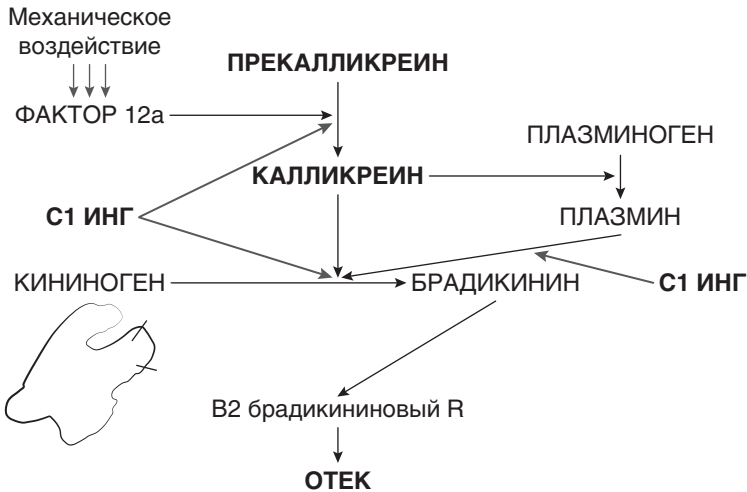 Механическое
воздействие
ПРЕКАЛЛИКРЕИН
ФАКТОР 12а
ПЛАЗМИНОГЕН
КАЛЛИКРЕИН
С1 ИНГ
ПЛАЗМИН
КИНИНОГЕН
БРАДИКИНИН
С1 ИНГ
В2 брадикининовый R
ОТЕК